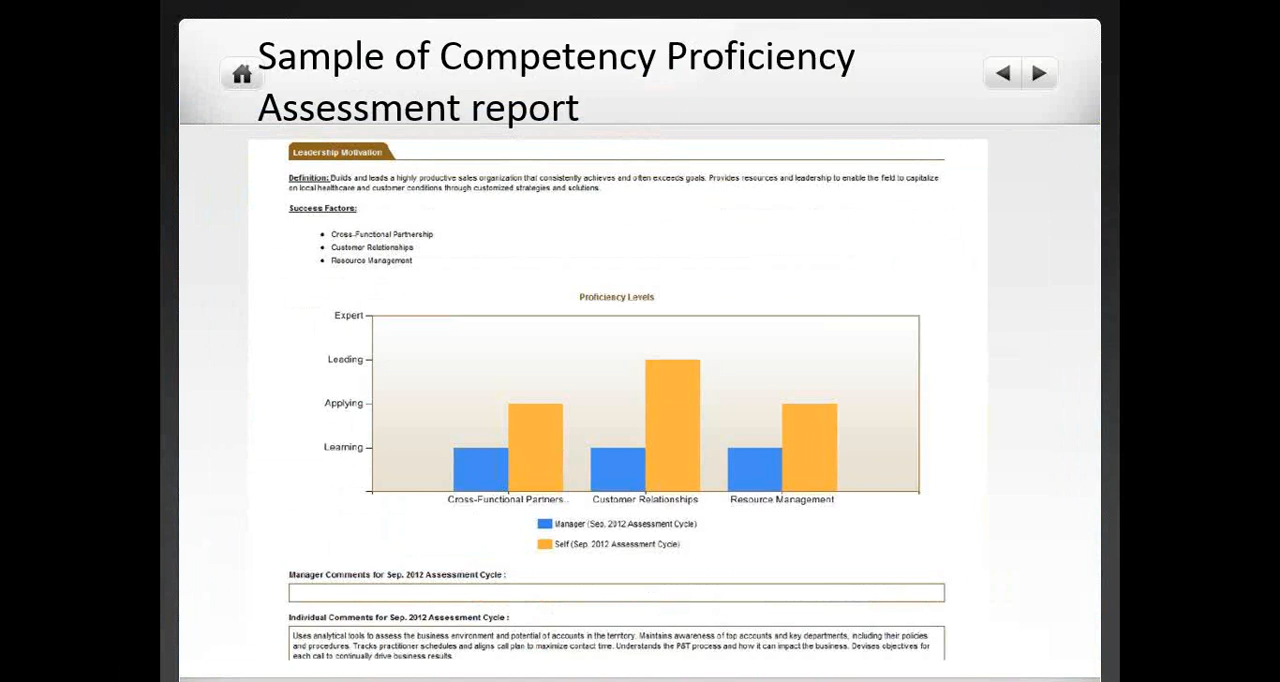 Sample of Competency Proficiency
Assessment report
Leadership Motivation
Definition: Builds and leads a highly productive sales organization that consistently achieves and often exceeds goals. Provides resources and leadership to enable the field to capitalize
on local healthcare and customer conditions through customized strategies and solutions.
Success Factors:
• Cross-Functional Partnership
• Customer Relationships
• Resource Management
Proficiency Levels
Expert
Leading
Applying
Learning
Cross-Functional Partners...
Customer Relationships
Resource Management
Manager (Sep. 2012 Assessment Cycle)
Self (Sep. 2012 Assessment Cycle)
Manager Comments for Sep. 2012 Assessment Cycle :
Individual Comments for Sep. 2012 Assessment Cycle :
Uses analytical tools to assess the business environment and potential of accounts in the territory. Maintains awareness of top accounts and key departments, including their policies
and procedures. Tracks practitioner schedules and aligns call plan to maximize contact time. Understands the P&T process and how it can impact the business. Devises objectives for
each call to continually drive business results.